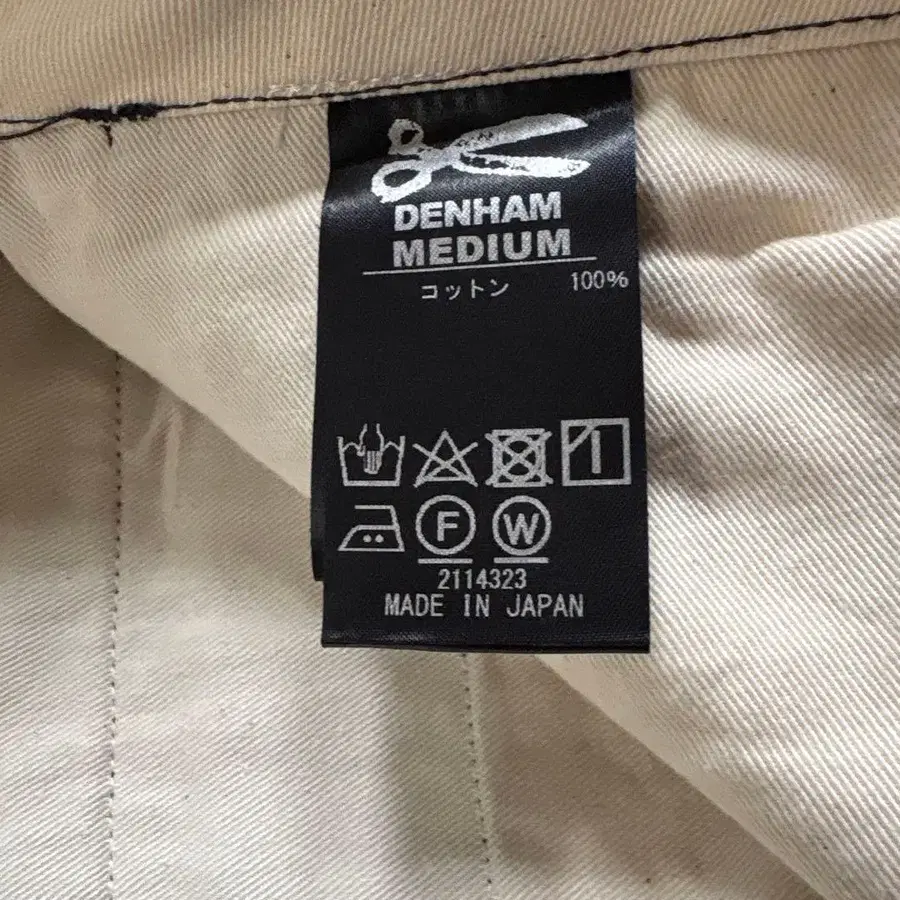 DENHAM
MEDIUM
コットン 100%
F W
2114323
MADE IN JAPAN